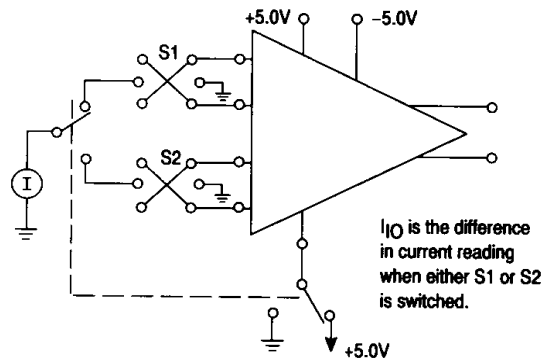 +5.0V
−5.0V
S1
S2
I
IIO is the difference
in current reading
when either S1 or S2
is switched.
+5.0V